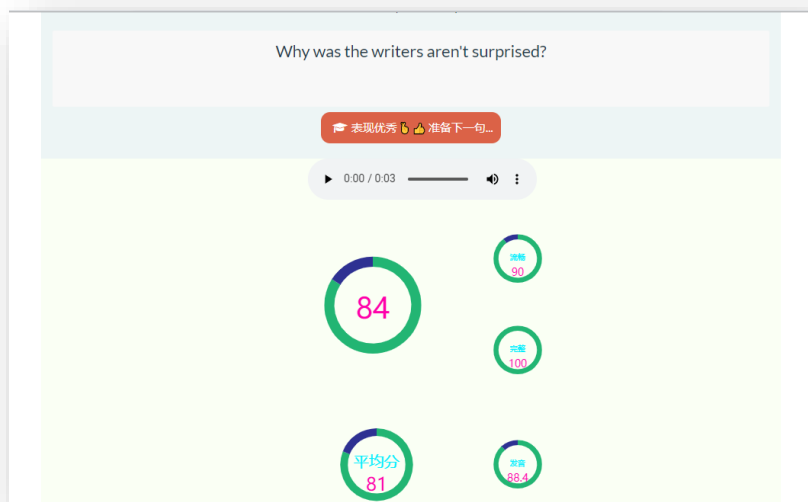 Why was the writers aren't surprised?
表现优秀💪👍 准备下一句...
0:00 / 0:03
84
流畅
90
完整
100
平均分
81
发音
88.4